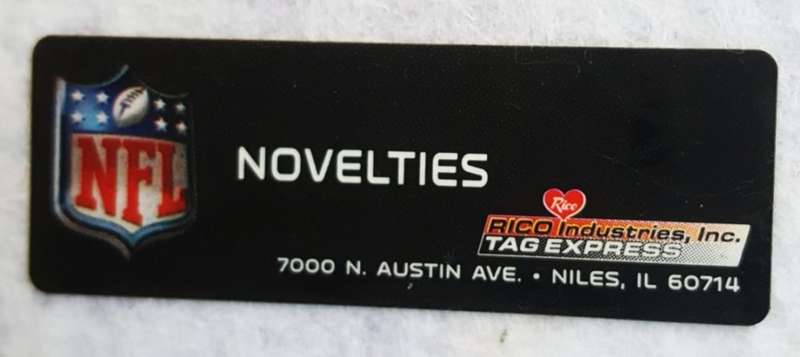 NFL
NOVELTIES
Rico
RICO Industries, Inc.
TAG EXPRESS
7000 N. AUSTIN AVE. • NILES, IL 60714